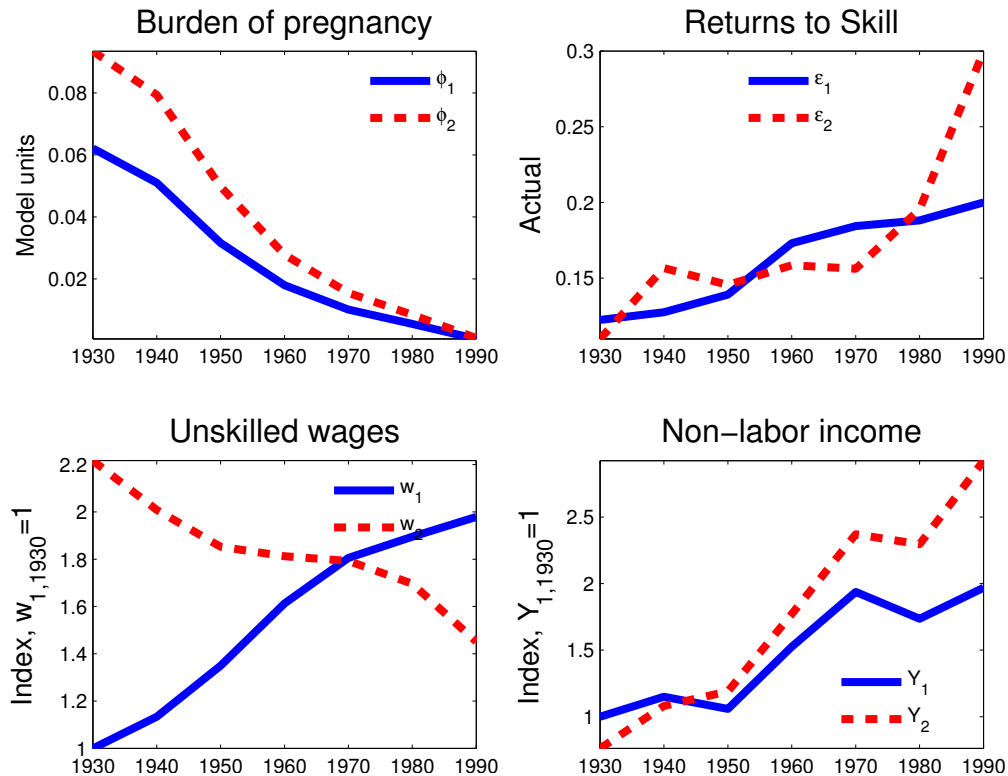 Burden of pregnancy
Model units
0.08
0.06
0.04
0.02
1930 1940 1950 1960 1970 1980 1990
ϕ₁
ϕ₂
Returns to Skill
Actual
0.3
0.25
0.2
0.15
1930 1940 1950 1960 1970 1980 1990
ε₁
ε₂
Unskilled wages
Index, w₁,₁₉₃₀=1
2.2
2
1.8
1.6
1.4
1.2
1
1930 1940 1950 1960 1970 1980 1990
w₁
w₂
Non−labor income
Index, Y₁,₁₉₃₀=1
2.5
2
1.5
1
1930 1940 1950 1960 1970 1980 1990
Y₁
Y₂